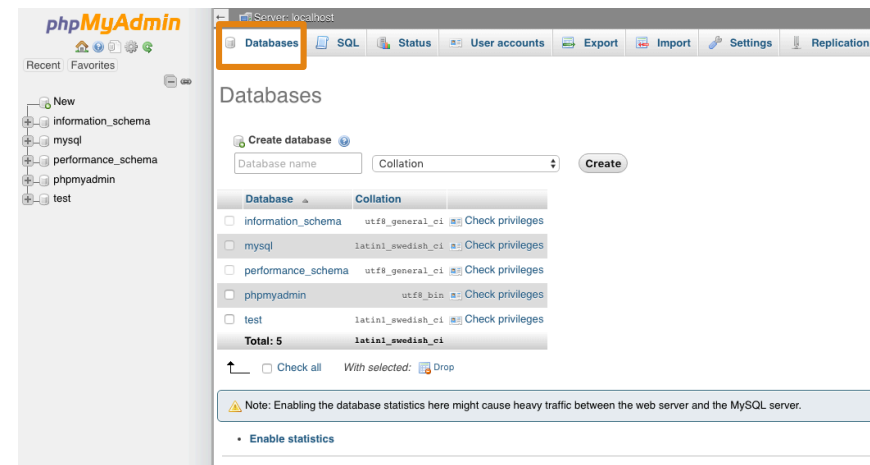 phpMyAdmin
Recent Favorites
New
information_schema
mysql
performance_schema
phpmyadmin
test
Server: localhost
Databases SQL Status User accounts Export Import Settings Replication
Databases
Create database
Database name Collation Create
Database Collation
information_schema utf8_general_ci Check privileges
mysql latin1_swedish_ci Check privileges
performance_schema utf8_general_ci Check privileges
phpmyadmin utf8_bin Check privileges
test latin1_swedish_ci Check privileges
Total: 5 latin1_swedish_ci
Check all With selected: Drop
Note: Enabling the database statistics here might cause heavy traffic between the web server and the MySQL server.
• Enable statistics